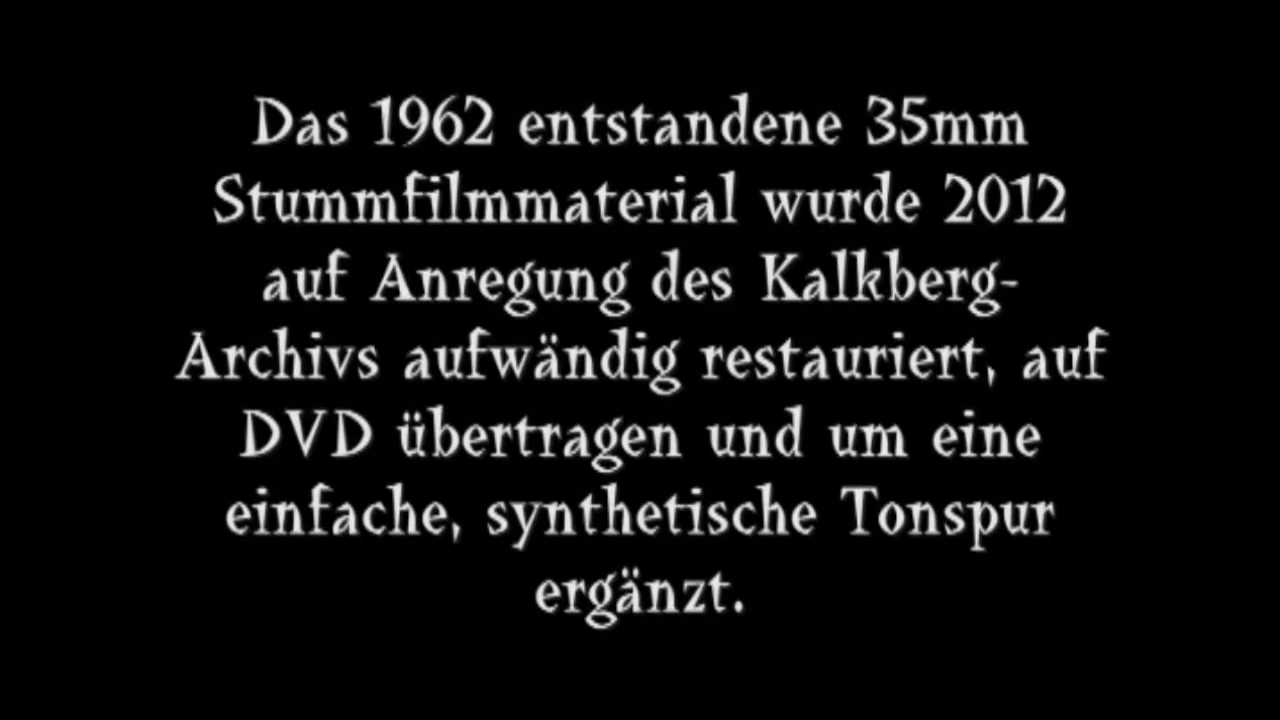 Das 1962 entstandene 35mm
Stummfilmmaterial wurde 2012
auf Anregung des Kalkberg-
Archivs aufwändig restauriert, auf
DVD übertragen und um eine
einfache, synthetische Tonspur
ergänzt.